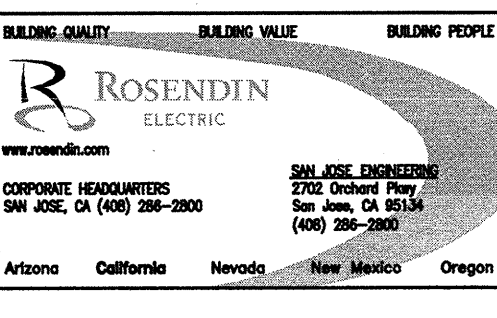 BUILDING QUALITY BUILDING VALUE BUILDING PEOPLE
R ROSENDIN
ELECTRIC
www.rosendin.com
SAN JOSE ENGINEERING
CORPORATE HEADQUARTERS 2702 Orchard Pkwy
SAN JOSE, CA (408) 286-2800 San Jose, CA 95134
(408) 286-2800
Arizona California Nevada New Mexico Oregon